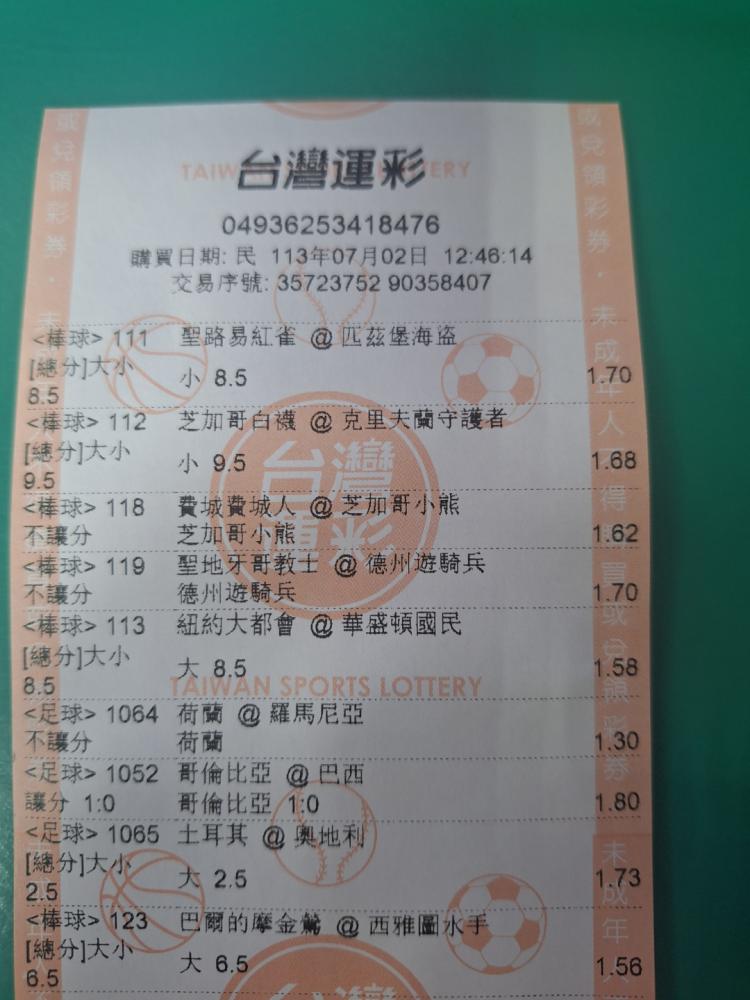 台灣運彩
04936253418476
購買日期: 民 113年07月02日 12:46:14
交易序號: 35723752 90358407
<棒球> 111 聖路易紅雀 @ 匹茲堡海盜
[總分]大小 小 8.5 1.70
8.5
<棒球> 112 芝加哥白襪 @ 克里夫蘭守護者
[總分]大小 小 9.5 1.68
9.5
<棒球> 118 費城費城人 @ 芝加哥小熊
不讓分 芝加哥小熊 1.62
<棒球> 119 聖地牙哥教士 @ 德州遊騎兵
不讓分 德州遊騎兵 1.70
<棒球> 113 紐約大都會 @ 華盛頓國民
[總分]大小 大 8.5 1.58
8.5
TAIWAN SPORTS LOTTERY
<足球> 1064 荷蘭 @ 羅馬尼亞
不讓分 荷蘭 1.30
<足球> 1052 哥倫比亞 @ 巴西
讓分 1:0 哥倫比亞 1:0 1.80
<足球> 1065 土耳其 @ 奧地利
[總分]大小 大 2.5 1.73
2.5
<棒球> 123 巴爾的摩金鶯 @ 西雅圖水手
[總分]大小 大 6.5 1.56
6.5